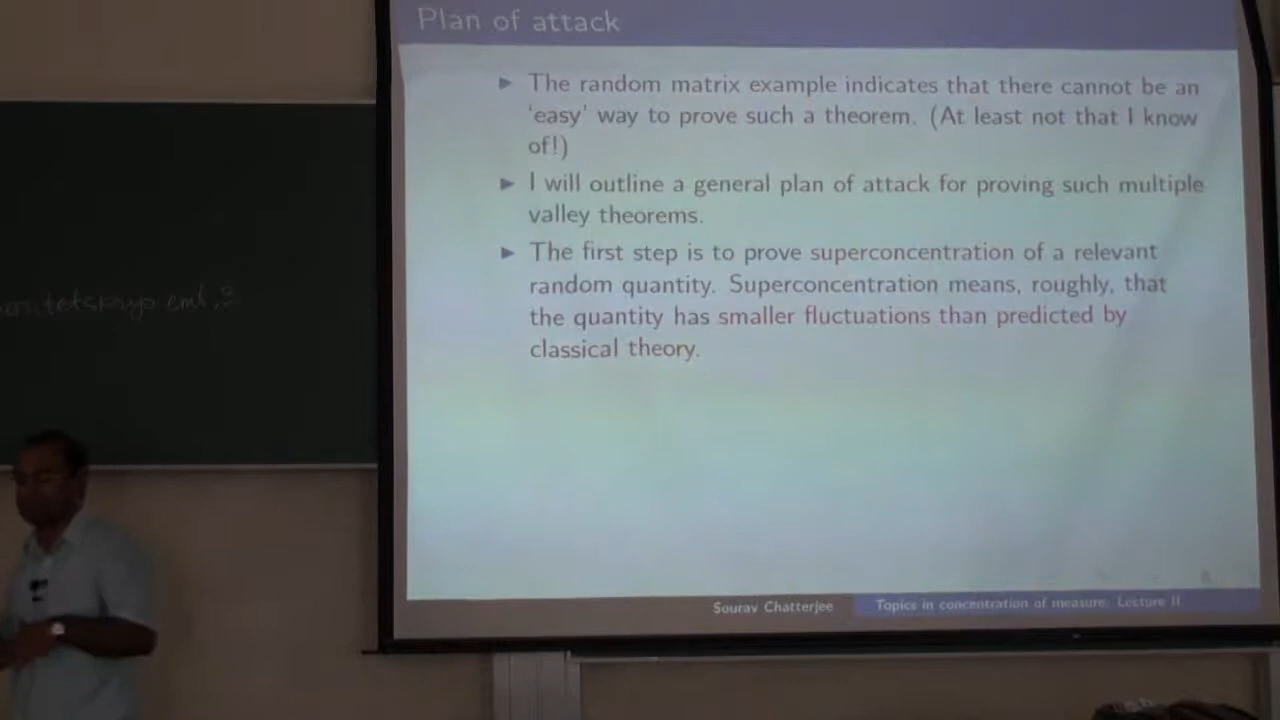 Plan of attack
▶ The random matrix example indicates that there cannot be an
'easy' way to prove such a theorem. (At least not that I know
of!)
▶ I will outline a general plan of attack for proving such multiple
valley theorems.
▶ The first step is to prove superconcentration of a relevant
random quantity. Superconcentration means, roughly, that
the quantity has smaller fluctuations than predicted by
classical theory.
Sourav Chatterjee Topics in concentration of measure: Lecture II